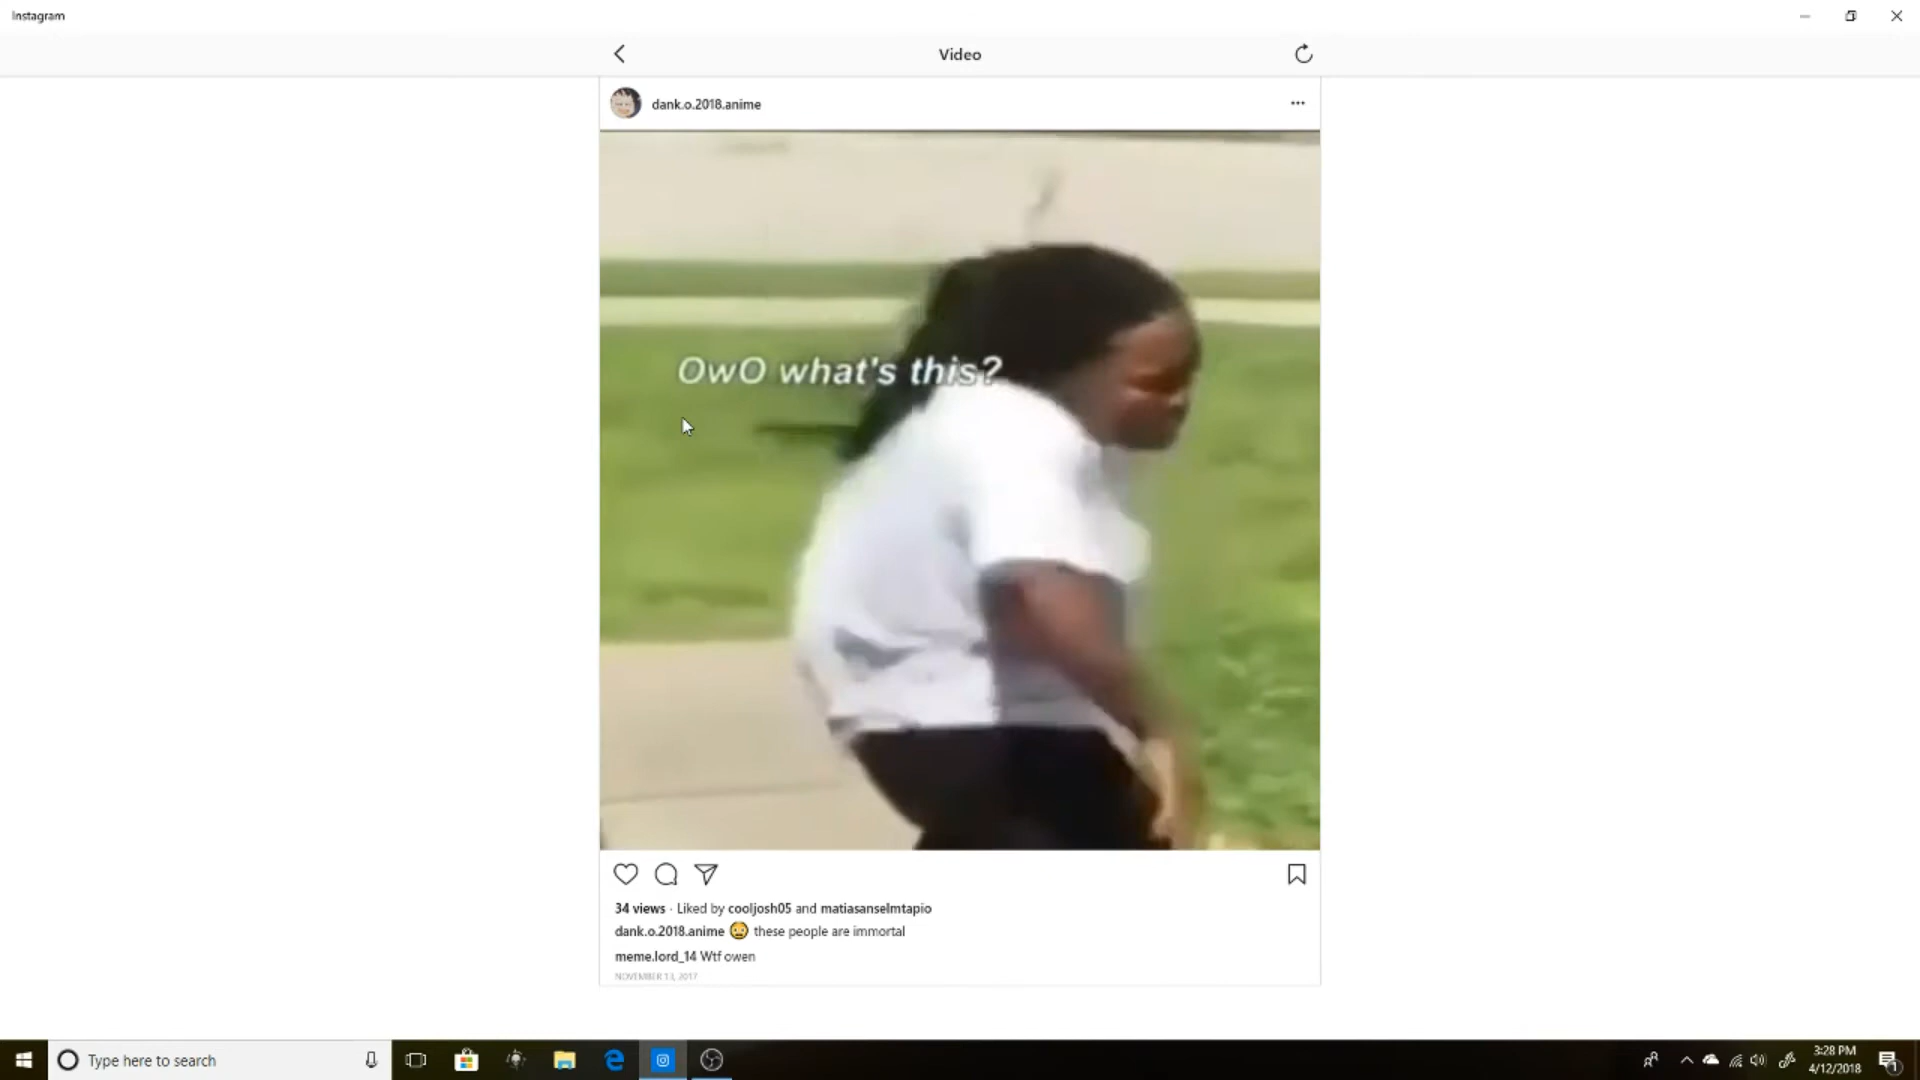 Instagram
Video
dank.o.2018.anime
OwO what's this?
34 views · Liked by cooljosh05 and matiasanselmtapio
dank.o.2018.anime 😳 these people are immortal
meme.lord_14 Wtf owen
NOVEMBER 13, 2017
Type here to search
3:28 PM
4/12/2018
1